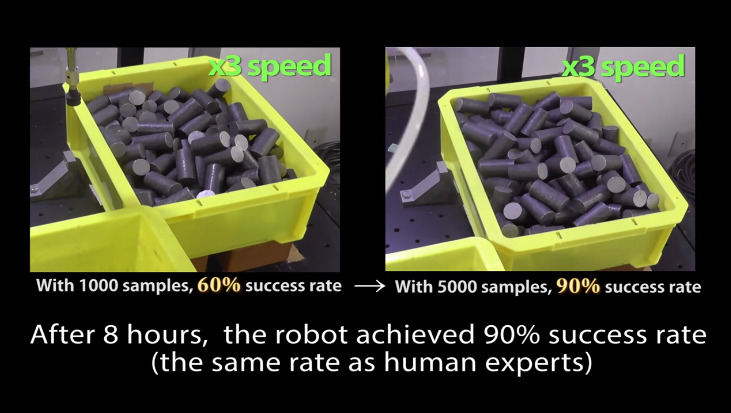 x3 speed
x3 speed
With 1000 samples, 60% success rate → With 5000 samples, 90% success rate
After 8 hours, the robot achieved 90% success rate
(the same rate as human experts)